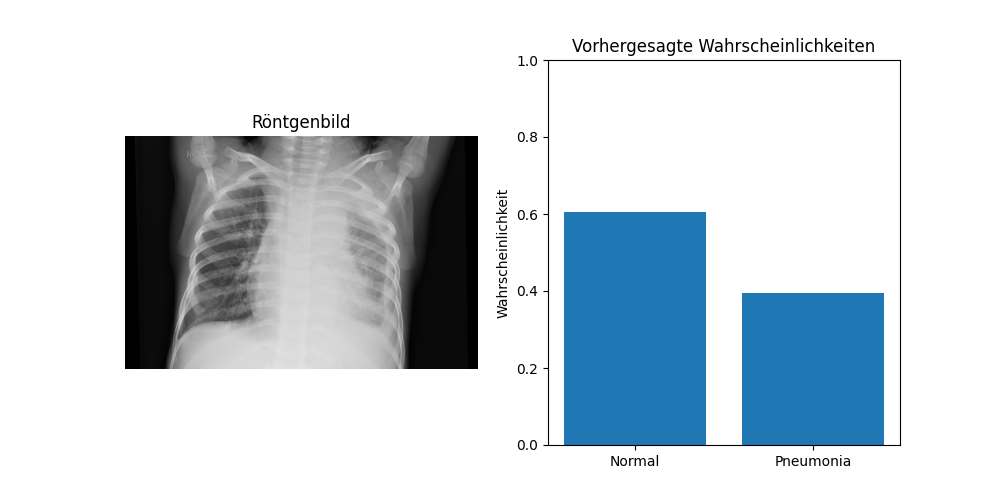 Röntgenbild
Vorhergesagte Wahrscheinlichkeiten
Wahrscheinlichkeit
1.0
0.8
0.6
0.4
0.2
0.0
Normal
Pneumonia